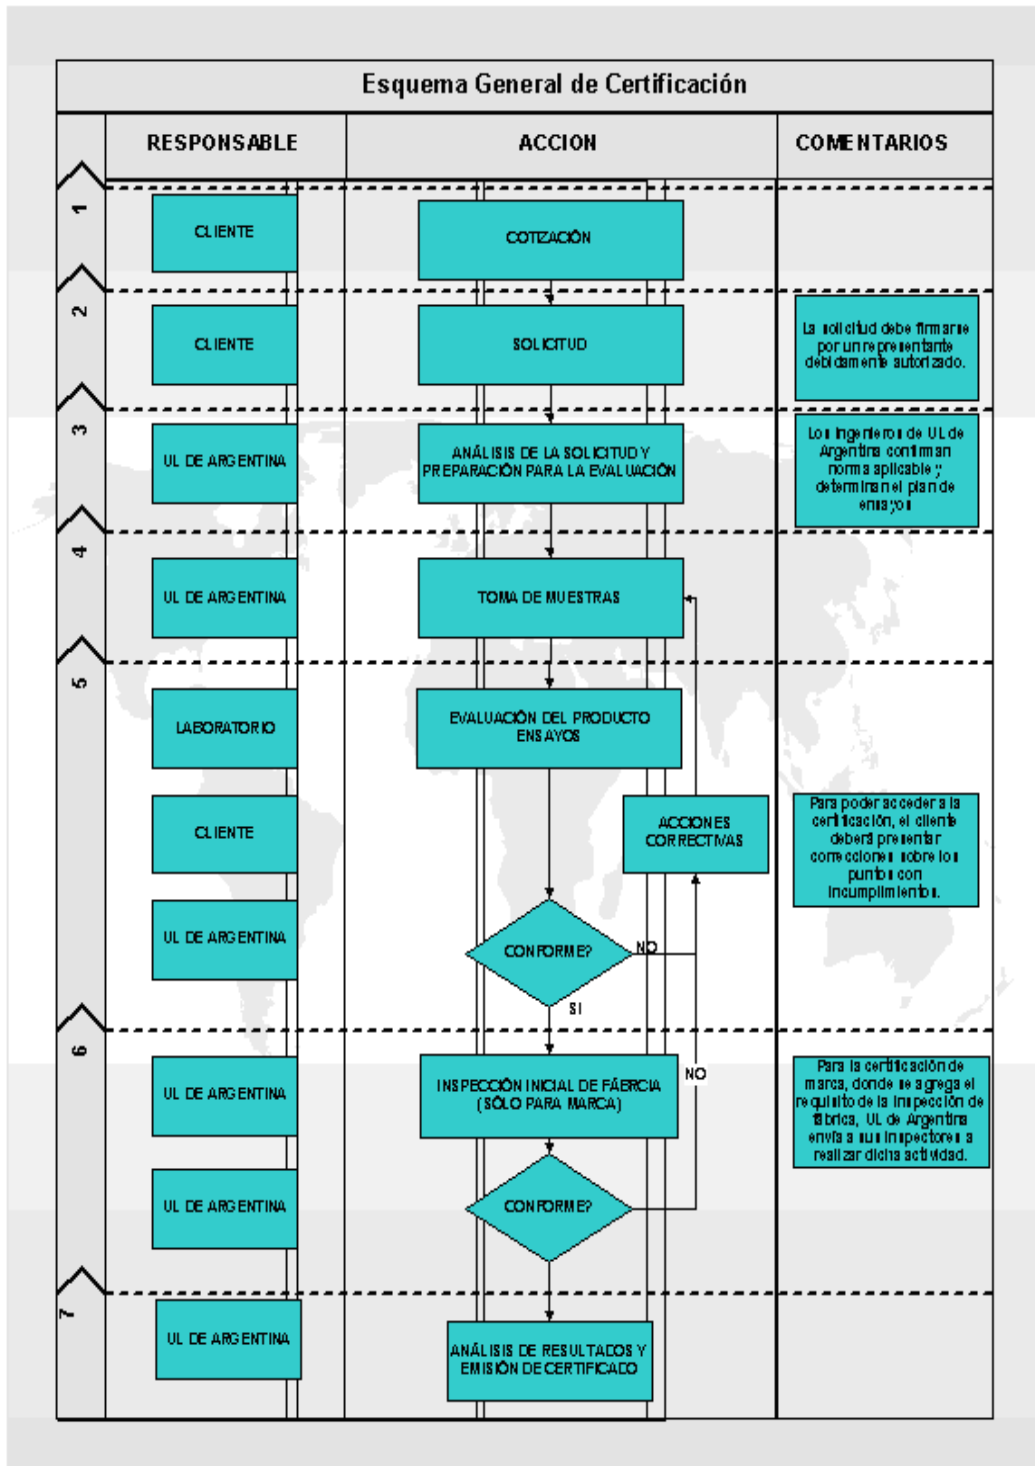 Esquema General de Certificación
RESPONSABLE
ACCION
COMENTARIOS
1
CLIENTE
COTIZACIÓN
2
CLIENTE
SOLICITUD
La solicitud debe firmarse
por un representante
debidamente autorizado.
3
UL DE ARGENTINA
ANÁLISIS DE LA SOLICITUD Y
PREPARACIÓN PARA LA EVALUACIÓN
Los ingenieros de UL de
Argentina confirman
norma aplicable y
determinan el plan de
ensayos
4
UL DE ARGENTINA
TOMA DE MUESTRAS
5
LABORATORIO
EVALUACIÓN DEL PRODUCTO
ENSAYOS
CLIENTE
ACCIONES
CORRECTIVAS
Para poder acceder a la
certificación, el cliente
deberá presentar
correcciones sobre los
puntos con
incumplimientos.
UL DE ARGENTINA
CONFORME?
NO
SI
6
UL DE ARGENTINA
INSPECCIÓN INICIAL DE FÁBRCIA
(SÓLO PARA MARCA)
NO
Para la certificación de
marca, donde se agrega el
requisito de la inspección de
fábrica, UL de Argentina
envía a sus inspectores a
realizar dicha actividad.
UL DE ARGENTINA
CONFORME?
7
UL DE ARGENTINA
ANÁLISIS DE RESULTADOS Y
EMISIÓN DE CERTIFICADO